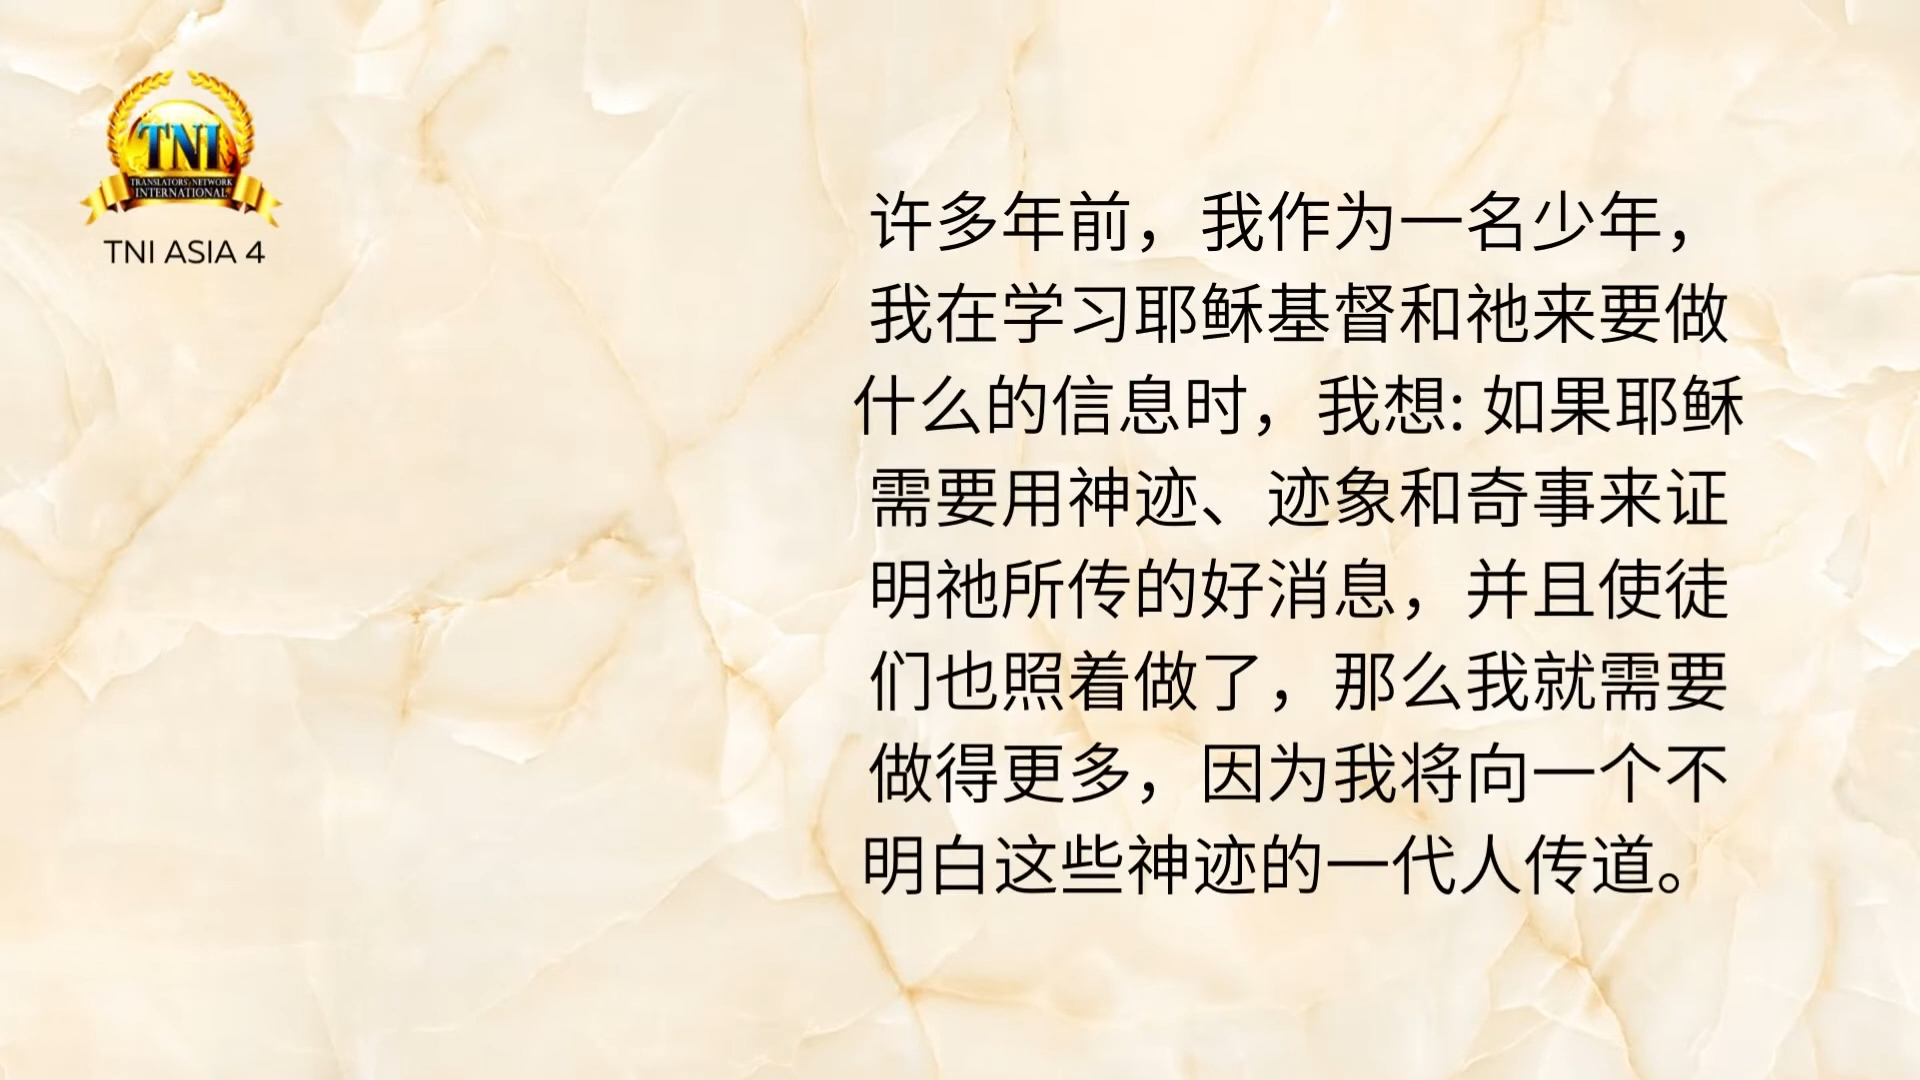 TNI
TRANSLATORS NETWORK
INTERNATIONAL
TNI ASIA 4
许多年前，我作为一名少年，
我在学习耶稣基督和祂来要做
什么的信息时，我想: 如果耶稣
需要用神迹、迹象和奇事来证
明祂所传的好消息，并且使徒
们也照着做了，那么我就需要
做得更多，因为我将向一个不
明白这些神迹的一代人传道。